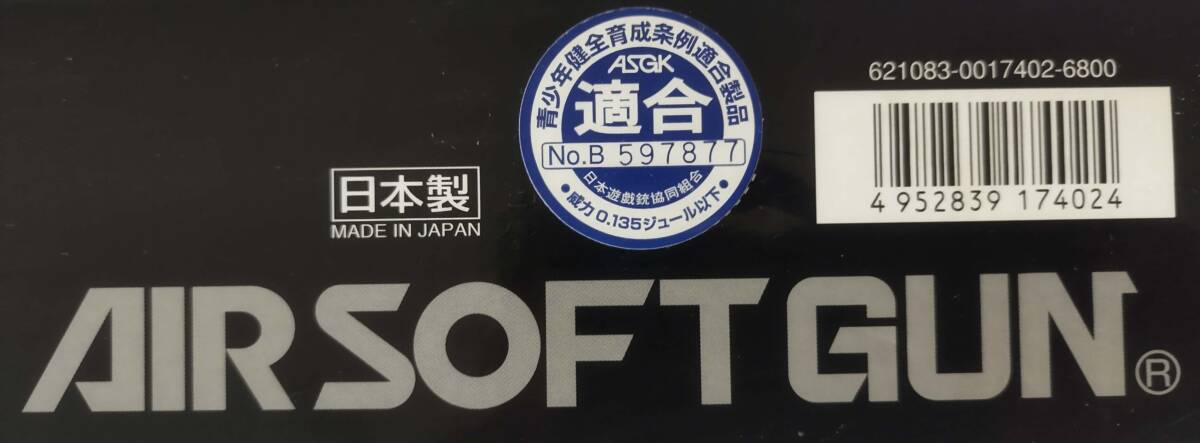 青少年健全育成条例適合製品
ASGK
適合
No.B 597877
日本遊戯銃協同組合
•威力 0.135ジュール以下•
621083-0017402-6800
4 952839 174024
日本製
MADE IN JAPAN
AIRSOFT GUN®